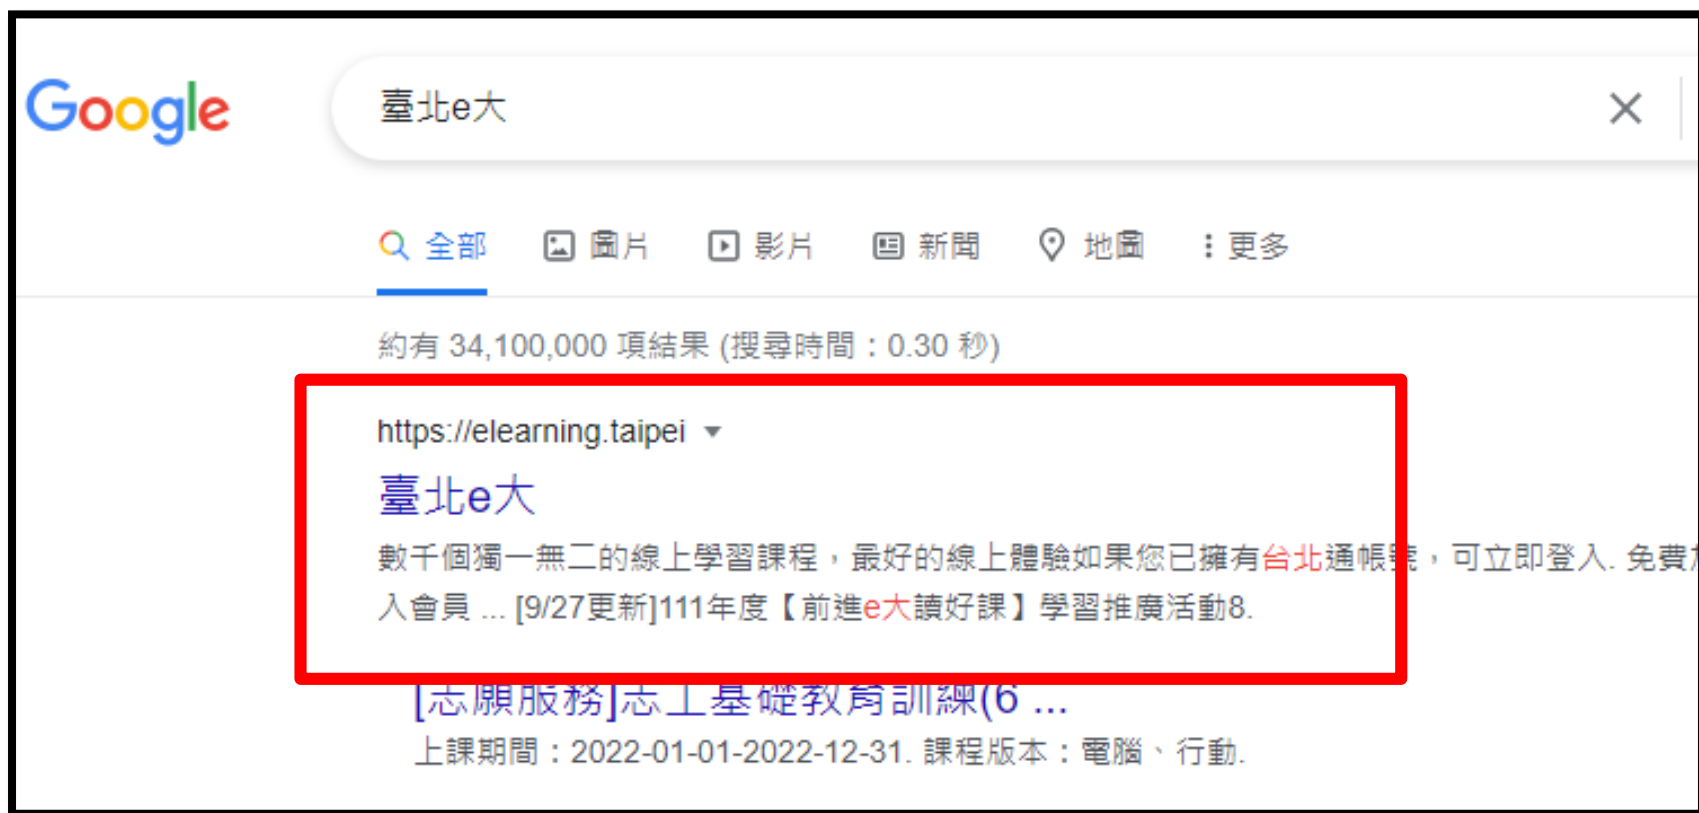 Google
臺北e大
全部 圖片 影片 新聞 地圖 更多
約有 34,100,000 項結果 (搜尋時間：0.30 秒)
https://elearning.taipei
臺北e大
數千個獨一無二的線上學習課程，最好的線上體驗如果您已擁有台北通帳號，可立即登入. 免費加
入會員 ... [9/27更新]111年度【前進e大讀好課】學習推廣活動8.
[志願服務]志工基礎教育訓練(6 ...
上課期間：2022-01-01-2022-12-31. 課程版本：電腦、行動.